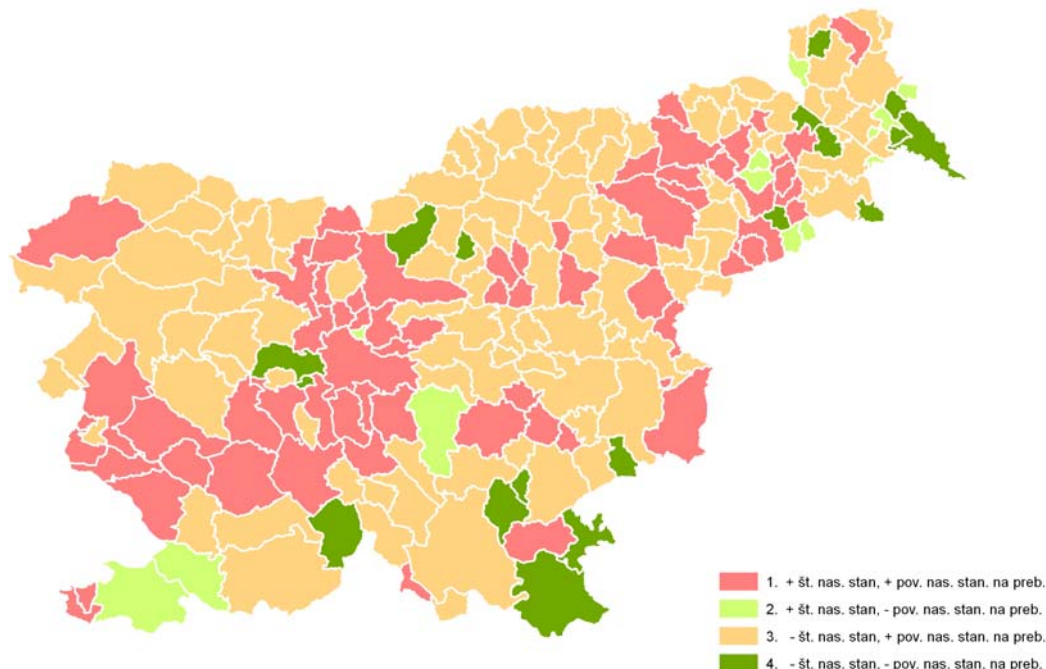 1. + št. nas. stan, + pov. nas. stan. na preb.
2. + št. nas. stan, - pov. nas. stan. na preb.
3. - št. nas. stan, + pov. nas. stan. na preb.
4. - št. nas. stan, - pov. nas. stan. na preb.